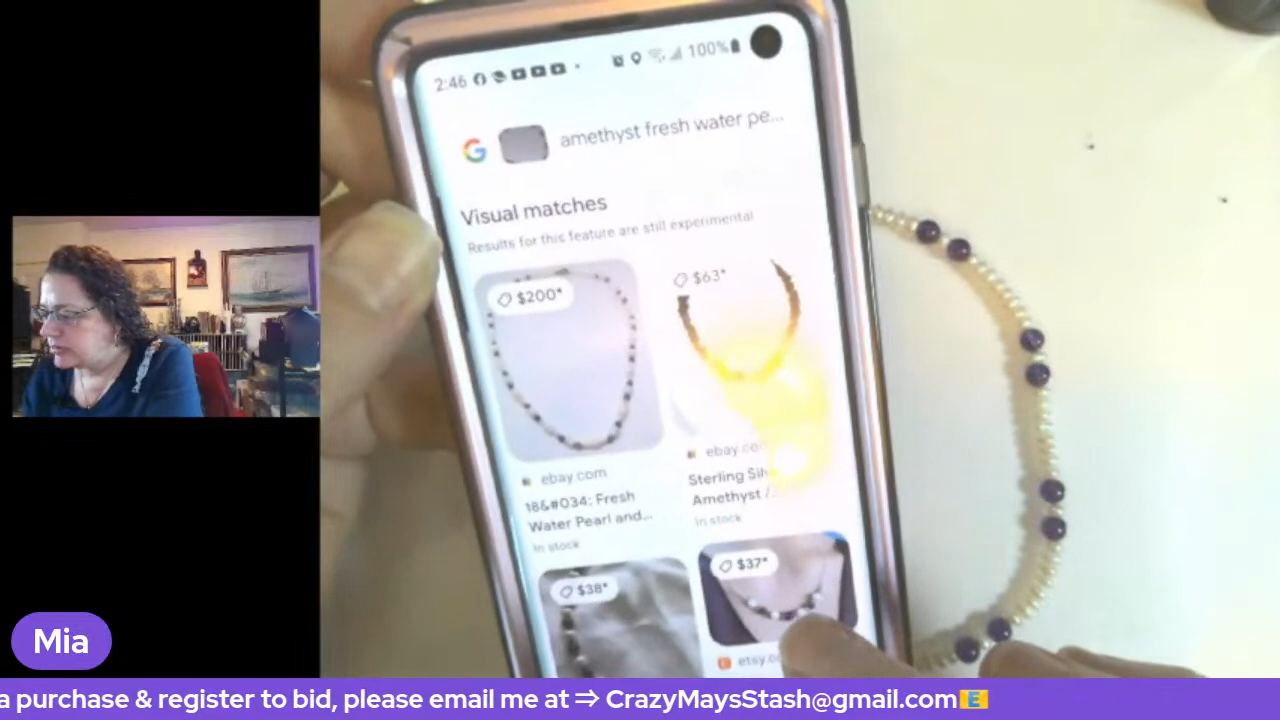 2:46
100%
amethyst fresh water pe...
Visual matches
Results for this feature are still experimental
$200*
$63*
ebay.com
18&#034; Fresh
Water Pearl and...
In stock
ebay.co
Sterling Sil
Amethyst /
In stock
$38*
$37*
etsy.co
Mia
a purchase & register to bid, please email me at ⇒ CrazyMaysStash@gmail.com